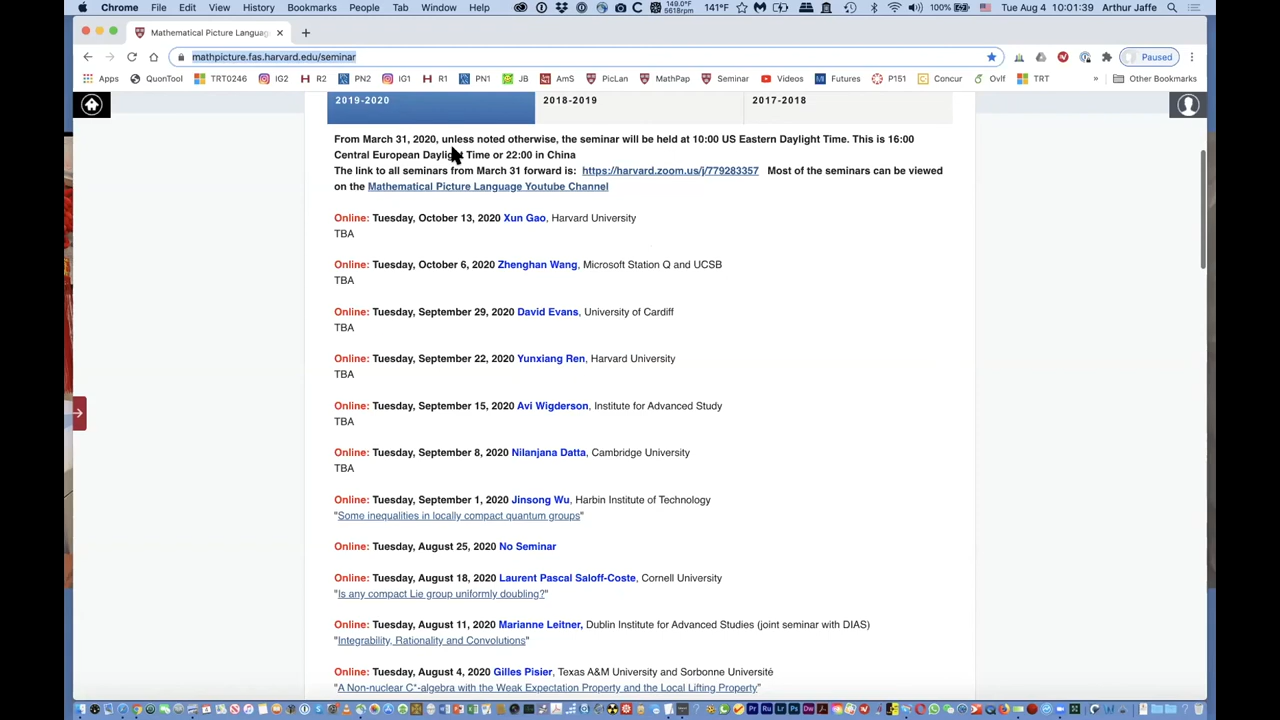 Chrome File Edit View History Bookmarks People Tab Window Help 149.0°F 5618rpm 141°F 100% Tue Aug 4 10:01:39 Arthur Jaffe
Mathematical Picture Languag
mathpicture.fas.harvard.edu/seminar Paused
Apps QuonTool TRT0246 IG2 R2 PN2 IG1 R1 PN1 JB AmS PicLan MathPap Seminar Videos Futures P151 Concur Ovlf TRT » Other Bookmarks
2019-2020 2018-2019 2017-2018
From March 31, 2020, unless noted otherwise, the seminar will be held at 10:00 US Eastern Daylight Time. This is 16:00
Central European Daylight Time or 22:00 in China
The link to all seminars from March 31 forward is: https://harvard.zoom.us/j/779283357 Most of the seminars can be viewed
on the Mathematical Picture Language Youtube Channel
Online: Tuesday, October 13, 2020 Xun Gao, Harvard University
TBA
Online: Tuesday, October 6, 2020 Zhenghan Wang, Microsoft Station Q and UCSB
TBA
Online: Tuesday, September 29, 2020 David Evans, University of Cardiff
TBA
Online: Tuesday, September 22, 2020 Yunxiang Ren, Harvard University
TBA
Online: Tuesday, September 15, 2020 Avi Wigderson, Institute for Advanced Study
TBA
Online: Tuesday, September 8, 2020 Nilanjana Datta, Cambridge University
TBA
Online: Tuesday, September 1, 2020 Jinsong Wu, Harbin Institute of Technology
"Some inequalities in locally compact quantum groups"
Online: Tuesday, August 25, 2020 No Seminar
Online: Tuesday, August 18, 2020 Laurent Pascal Saloff-Coste, Cornell University
"Is any compact Lie group uniformly doubling?"
Online: Tuesday, August 11, 2020 Marianne Leitner, Dublin Institute for Advanced Studies (joint seminar with DIAS)
"Integrability, Rationality and Convolutions"
Online: Tuesday, August 4, 2020 Gilles Pisier, Texas A&M University and Sorbonne Université
"A Non-nuclear C*-algebra with the Weak Expectation Property and the Local Lifting Property"